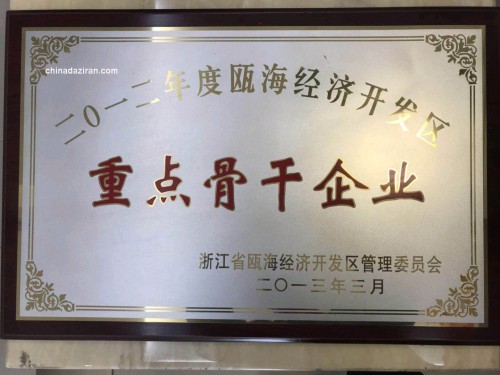 chinadaziran.com
二〇一二年度瓯海经济开发区
重点骨干企业
浙江省瓯海经济开发区管理委员会
二〇一三年三月